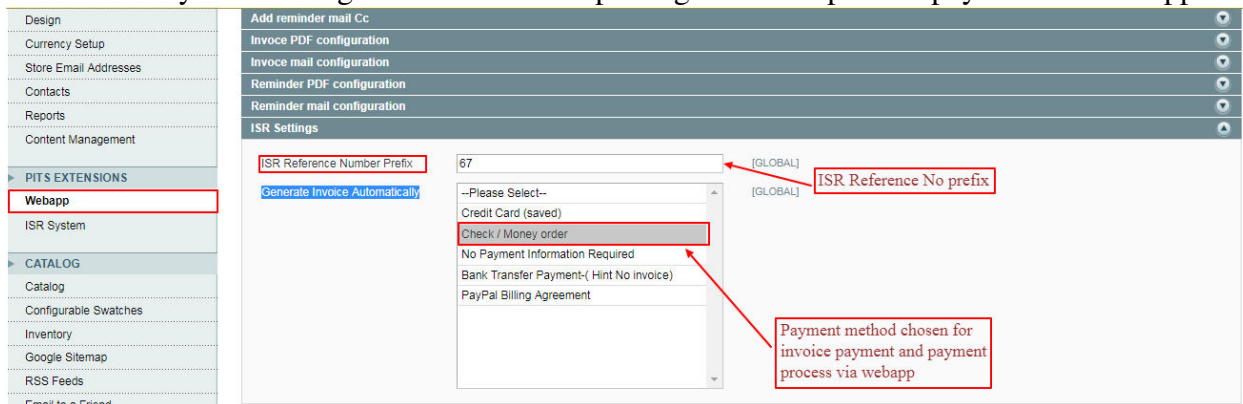 Design
Currency Setup
Store Email Addresses
Contacts
Reports
Content Management
PITS EXTENSIONS
Webapp
ISR System
CATALOG
Catalog
Configurable Swatches
Inventory
Google Sitemap
RSS Feeds
Email to a Friend
Add reminder mail Cc
Invoce PDF configuration
Invoce mail configuration
Reminder PDF configuration
Reminder mail configuration
ISR Settings
ISR Reference Number Prefix
67
[GLOBAL]
ISR Reference No prefix
Generate Invoice Automatically
--Please Select--
[GLOBAL]
Credit Card (saved)
Check / Money order
No Payment Information Required
Bank Transfer Payment-( Hint No invoice)
PayPal Billing Agreement
Payment method chosen for
invoice payment and payment
process via webapp